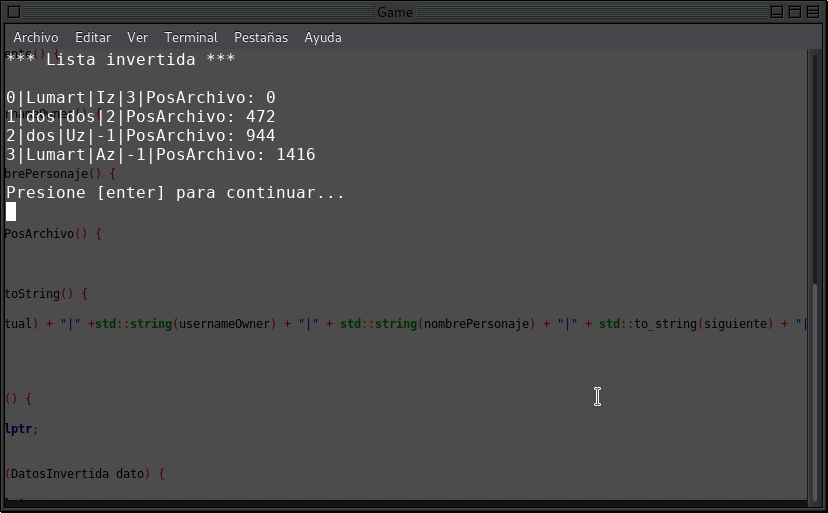 Game
Archivo Editar Ver Terminal Pestañas Ayuda
*** Lista invertida ***
0|Lumart|Iz|3|PosArchivo: 0
1|dos|dos|2|PosArchivo: 472
2|dos|Uz|-1|PosArchivo: 944
3|Lumart|Az|-1|PosArchivo: 1416
brePersonaje() {
Presione [enter] para continuar...
PosArchivo() {
toString() {
tual) + "|" +std::string(usernameOwner) + "|" + std::string(nombrePersonaje) + "|" + std::to_string(siguiente) + "|
() {
lptr;
(DatosInvertida dato) {